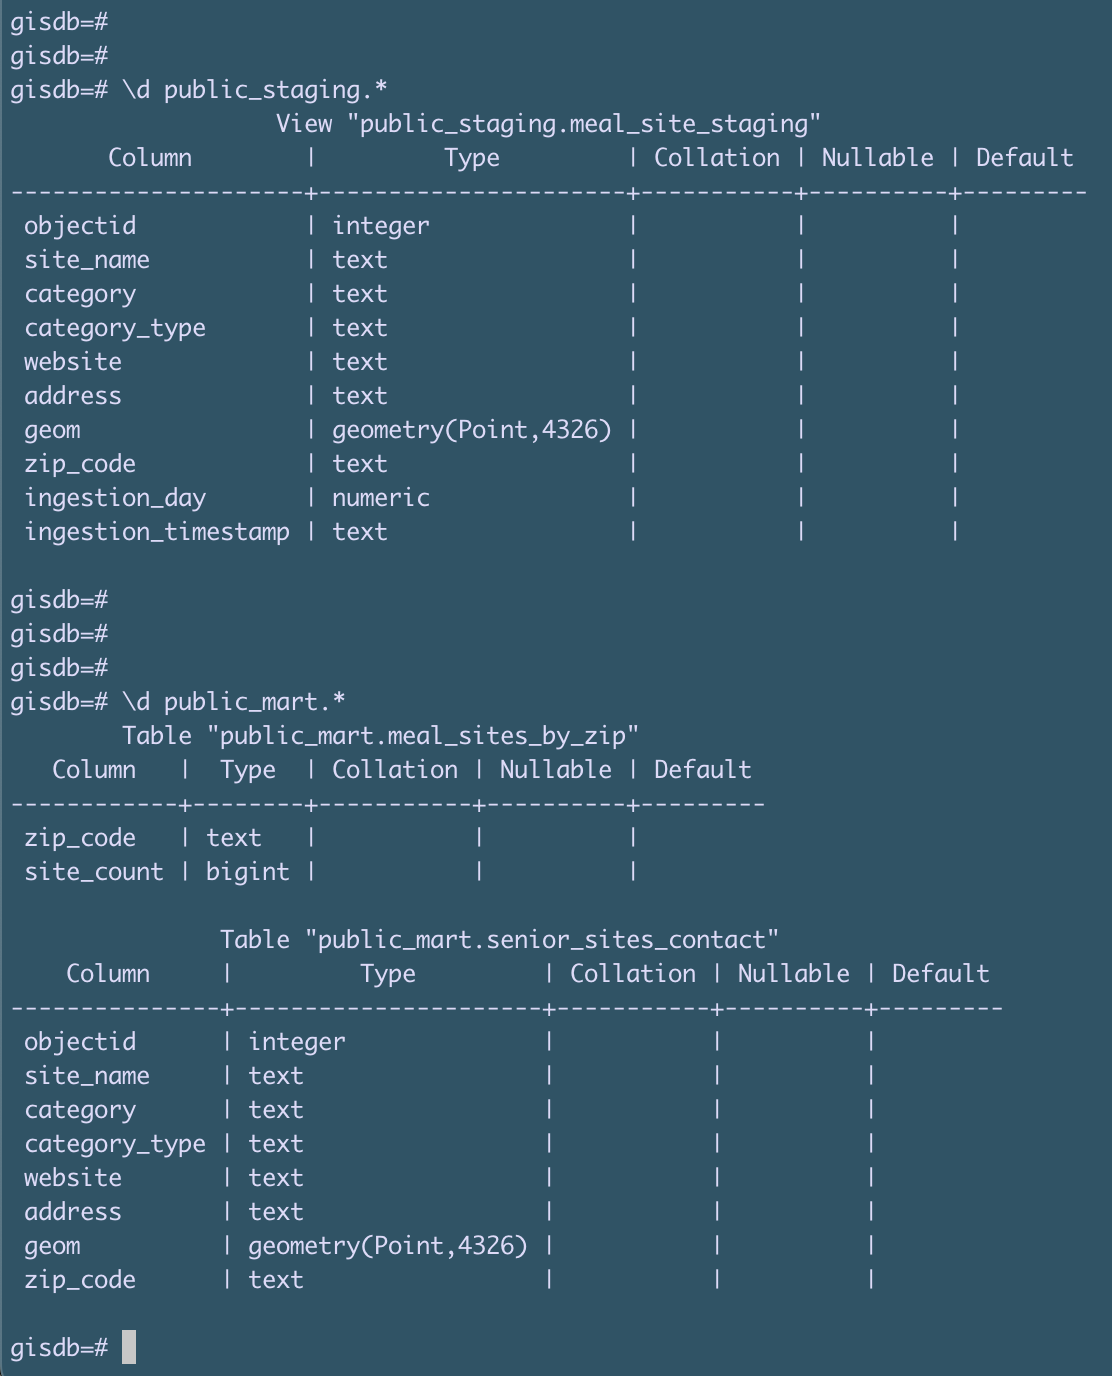 gisdb=#
gisdb=#
gisdb=# \d public_staging.*
                   View "public_staging.meal_site_staging"
       Column        |         Type         | Collation | Nullable | Default
---------------------+----------------------+-----------+----------+---------
 objectid            | integer              |           |          |
 site_name           | text                 |           |          |
 category            | text                 |           |          |
 category_type       | text                 |           |          |
 website             | text                 |           |          |
 address             | text                 |           |          |
 geom                | geometry(Point,4326) |           |          |
 zip_code            | text                 |           |          |
 ingestion_day       | numeric              |           |          |
 ingestion_timestamp | text                 |           |          |
gisdb=#
gisdb=#
gisdb=#
gisdb=# \d public_mart.*
        Table "public_mart.meal_sites_by_zip"
   Column   |  Type  | Collation | Nullable | Default
------------+--------+-----------+----------+---------
 zip_code   | text   |           |          |
 site_count | bigint |           |          |
               Table "public_mart.senior_sites_contact"
    Column     |         Type         | Collation | Nullable | Default
---------------+----------------------+-----------+----------+---------
 objectid      | integer              |           |          |
 site_name     | text                 |           |          |
 category      | text                 |           |          |
 category_type | text                 |           |          |
 website       | text                 |           |          |
 address       | text                 |           |          |
 geom          | geometry(Point,4326) |           |          |
 zip_code      | text                 |           |          |
gisdb=#